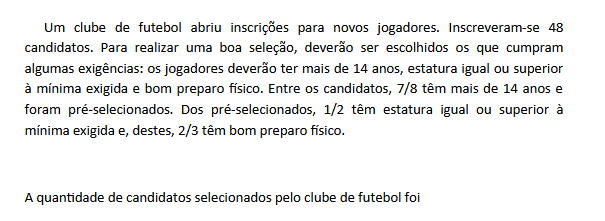 Um clube de futebol abriu inscrições para novos jogadores. Inscreveram-se 48
candidatos. Para realizar uma boa seleção, deverão ser escolhidos os que cumpram
algumas exigências: os jogadores deverão ter mais de 14 anos, estatura igual ou superior
à mínima exigida e bom preparo físico. Entre os candidatos, 7/8 têm mais de 14 anos e
foram pré-selecionados. Dos pré-selecionados, 1/2 têm estatura igual ou superior à
mínima exigida e, destes, 2/3 têm bom preparo físico.
A quantidade de candidatos selecionados pelo clube de futebol foi